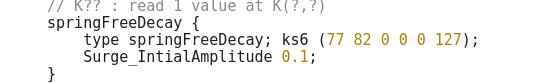 // K?? : read 1 value at K(?,?)
springFreeDecay {
type springFreeDecay; ks6 (77 82 0 0 0 127);
Surge_IntialAmplitude 0.1;
}